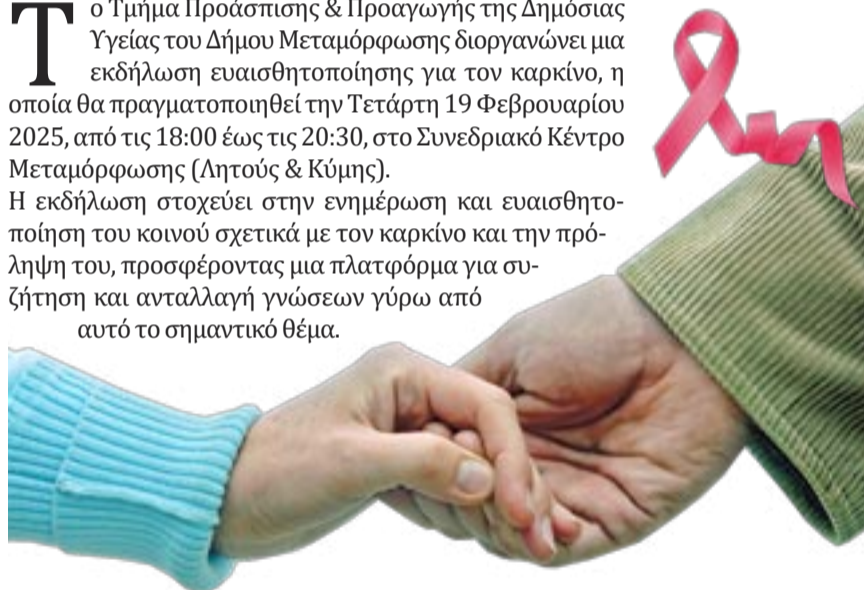 Το Τμήμα Προάσπισης & Προαγωγής της Δημόσιας
Υγείας του Δήμου Μεταμόρφωσης διοργανώνει μια
εκδήλωση ευαισθητοποίησης για τον καρκίνο, η
οποία θα πραγματοποιηθεί την Τετάρτη 19 Φεβρουαρίου
2025, από τις 18:00 έως τις 20:30, στο Συνεδριακό Κέντρο
Μεταμόρφωσης (Λητούς & Κύμης).
Η εκδήλωση στοχεύει στην ενημέρωση και ευαισθητο-
ποίηση του κοινού σχετικά με τον καρκίνο και την πρό-
ληψη του, προσφέροντας μια πλατφόρμα για συ-
ζήτηση και ανταλλαγή γνώσεων γύρω από
αυτό το σημαντικό θέμα.